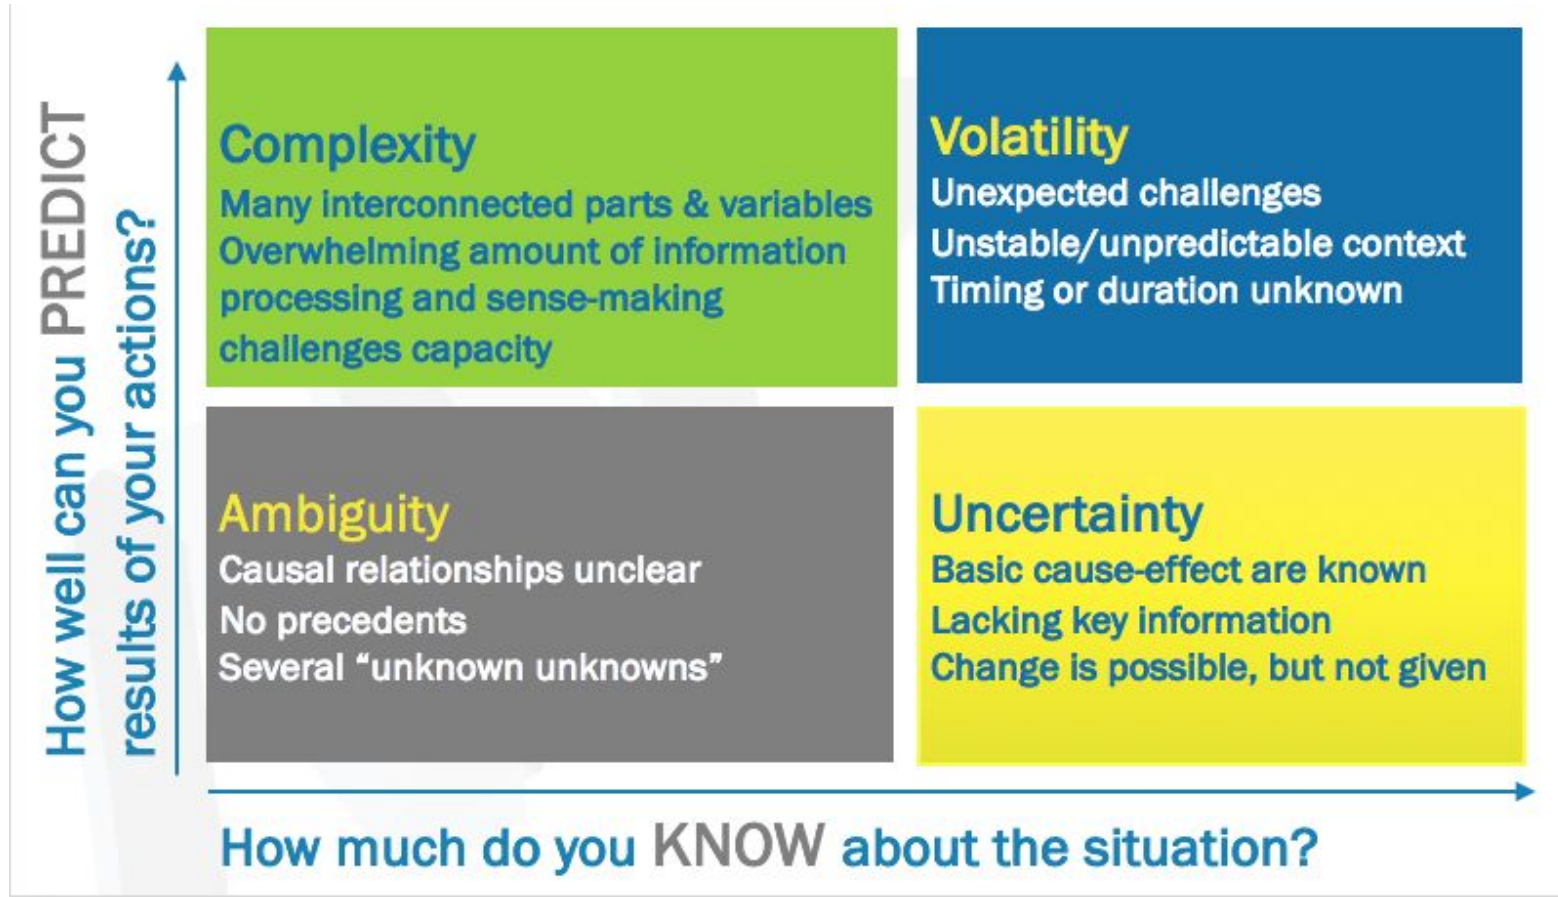 How well can you PREDICT
results of your actions?
Complexity
Many interconnected parts & variables
Overwhelming amount of information
processing and sense-making
challenges capacity
Volatility
Unexpected challenges
Unstable/unpredictable context
Timing or duration unknown
Ambiguity
Causal relationships unclear
No precedents
Several “unknown unknowns”
Uncertainty
Basic cause-effect are known
Lacking key information
Change is possible, but not given
How much do you KNOW about the situation?